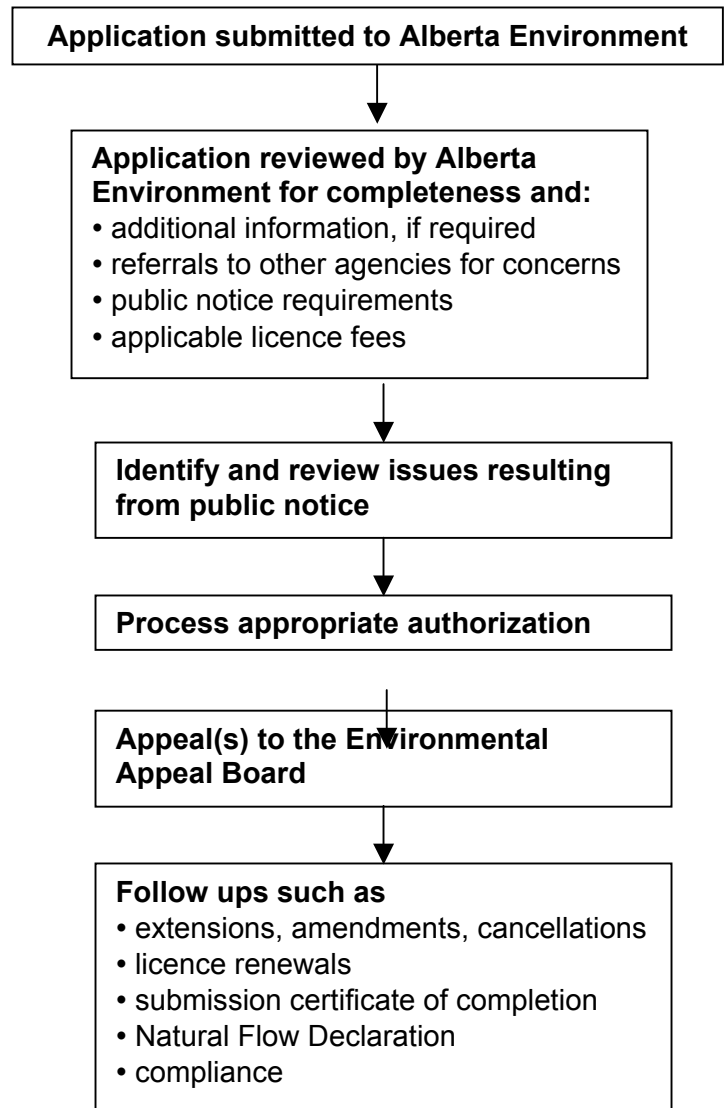 Application submitted to Alberta Environment
Application reviewed by Alberta
Environment for completeness and:
• additional information, if required
• referrals to other agencies for concerns
• public notice requirements
• applicable licence fees
Identify and review issues resulting
from public notice
Process appropriate authorization
Appeal(s) to the Environmental
Appeal Board
Follow ups such as
• extensions, amendments, cancellations
• licence renewals
• submission certificate of completion
• Natural Flow Declaration
• compliance